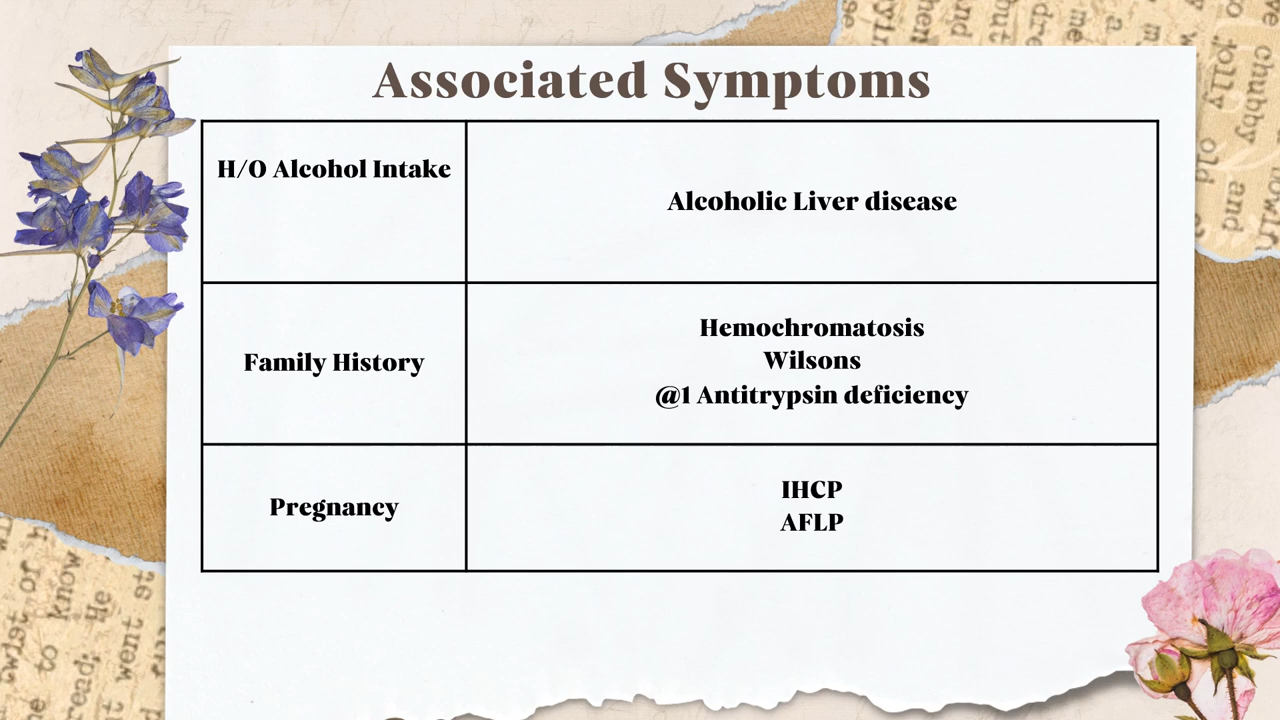 Associated Symptoms
H/O Alcohol Intake
Alcoholic Liver disease
Family History
Hemochromatosis
Wilsons
@1 Antitrypsin deficiency
Pregnancy
IHCP
AFLP